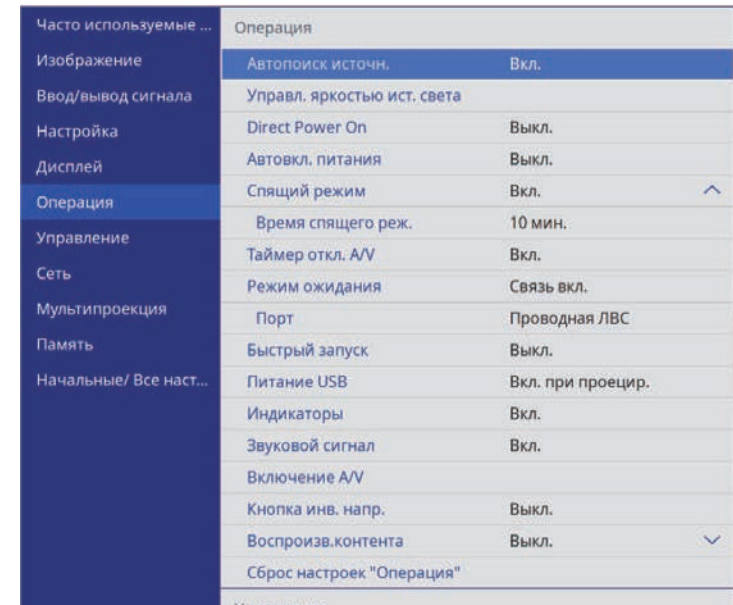 Часто используемые ...
Изображение
Ввод/вывод сигнала
Настройка
Дисплей
Операция
Управление
Сеть
Мультипроекция
Память
Начальные/ Все наст...
Операция
Автопоиск источн. Вкл.
Управл. яркостью ист. света
Direct Power On Выкл.
Автовкл. питания Выкл.
Спящий режим Вкл.
Время спящего реж. 10 мин.
Таймер откл. A/V Вкл.
Режим ожидания Связь вкл.
Порт Проводная ЛВС
Быстрый запуск Выкл.
Питание USB Вкл. при проецир.
Индикаторы Вкл.
Звуковой сигнал Вкл.
Включение A/V
Кнопка инв. напр. Выкл.
Воспроизв.контента Выкл.
Сброс настроек "Операция"